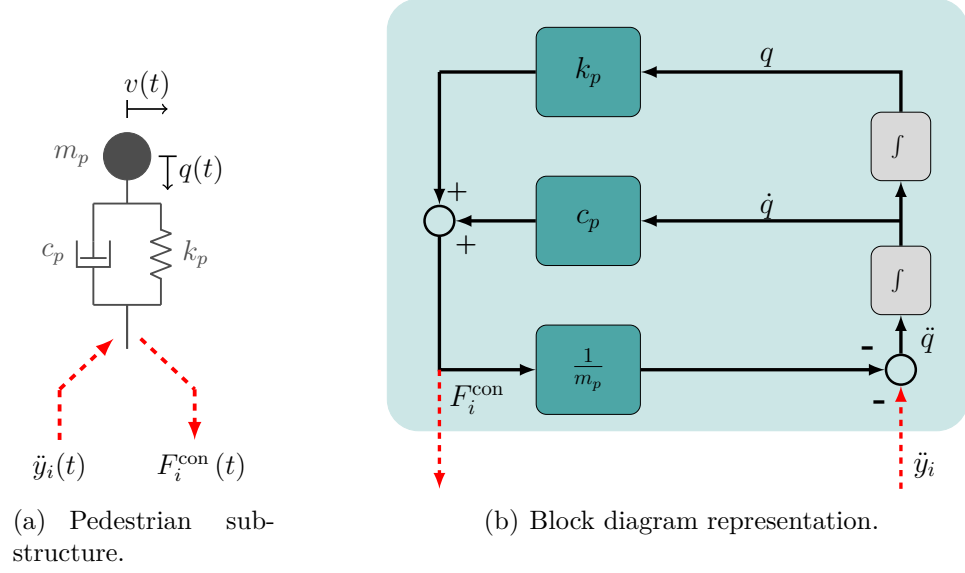 v(t)
m_p
q(t)
c_p
k_p
ÿ_i(t)
F_i^con(t)
(a) Pedestrian sub-
structure.
k_p
q
∫
+
+
c_p
q̇
∫
q̈
-
1/m_p
-
F_i^con
ÿ_i
(b) Block diagram representation.